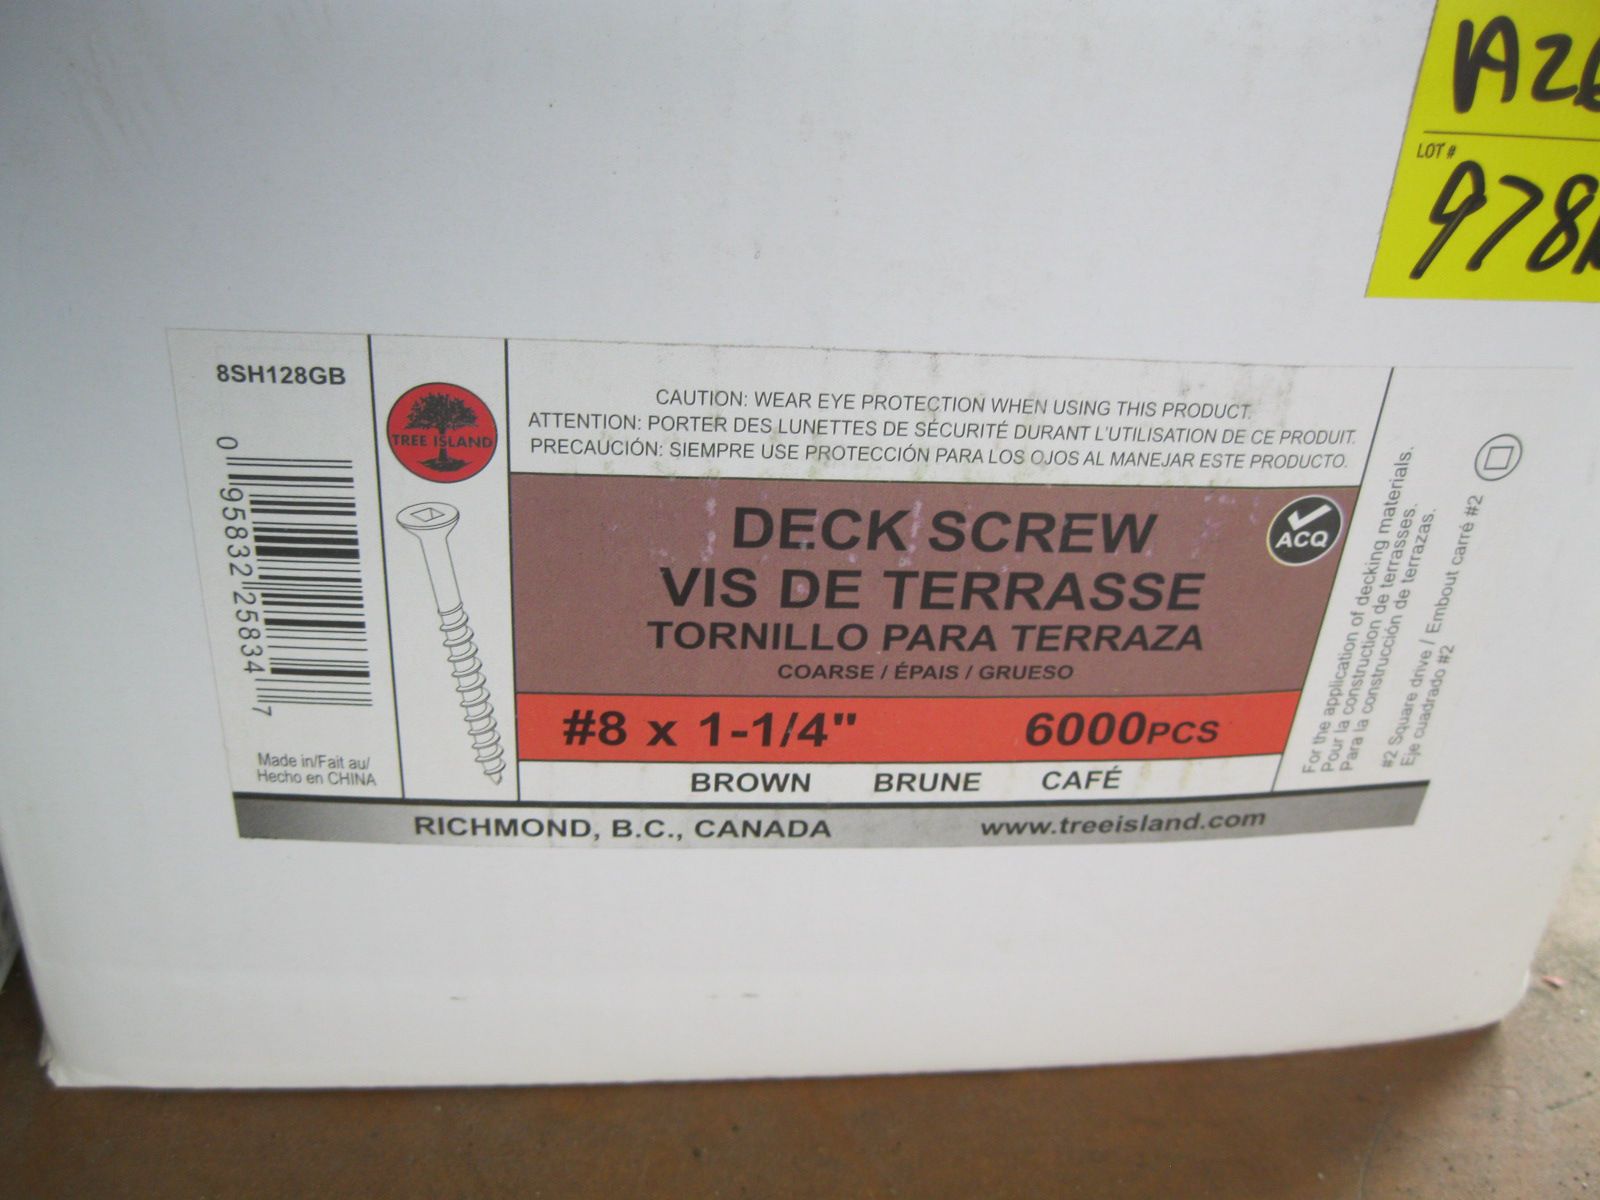 LOT #
8SH128GB
0 95832 25834 7
Made in/Fait au/
Hecho en CHINA
TREE ISLAND
CAUTION: WEAR EYE PROTECTION WHEN USING THIS PRODUCT.
ATTENTION: PORTER DES LUNETTES DE SÉCURITÉ DURANT L'UTILISATION DE CE PRODUIT.
PRECAUCIÓN: SIEMPRE USE PROTECCIÓN PARA LOS OJOS AL MANEJAR ESTE PRODUCTO.
DECK SCREW
VIS DE TERRASSE
TORNILLO PARA TERRAZA
COARSE / ÉPAIS / GRUESO
ACQ
#8 x 1-1/4" 6000PCS
BROWN BRUNE CAFÉ
For the application of decking materials.
Pour la construction de terrasses.
Para la construcción de terrazas.
#2 Square drive / Embout carré #2
Eje cuadrado #2
RICHMOND, B.C., CANADA www.treeisland.com